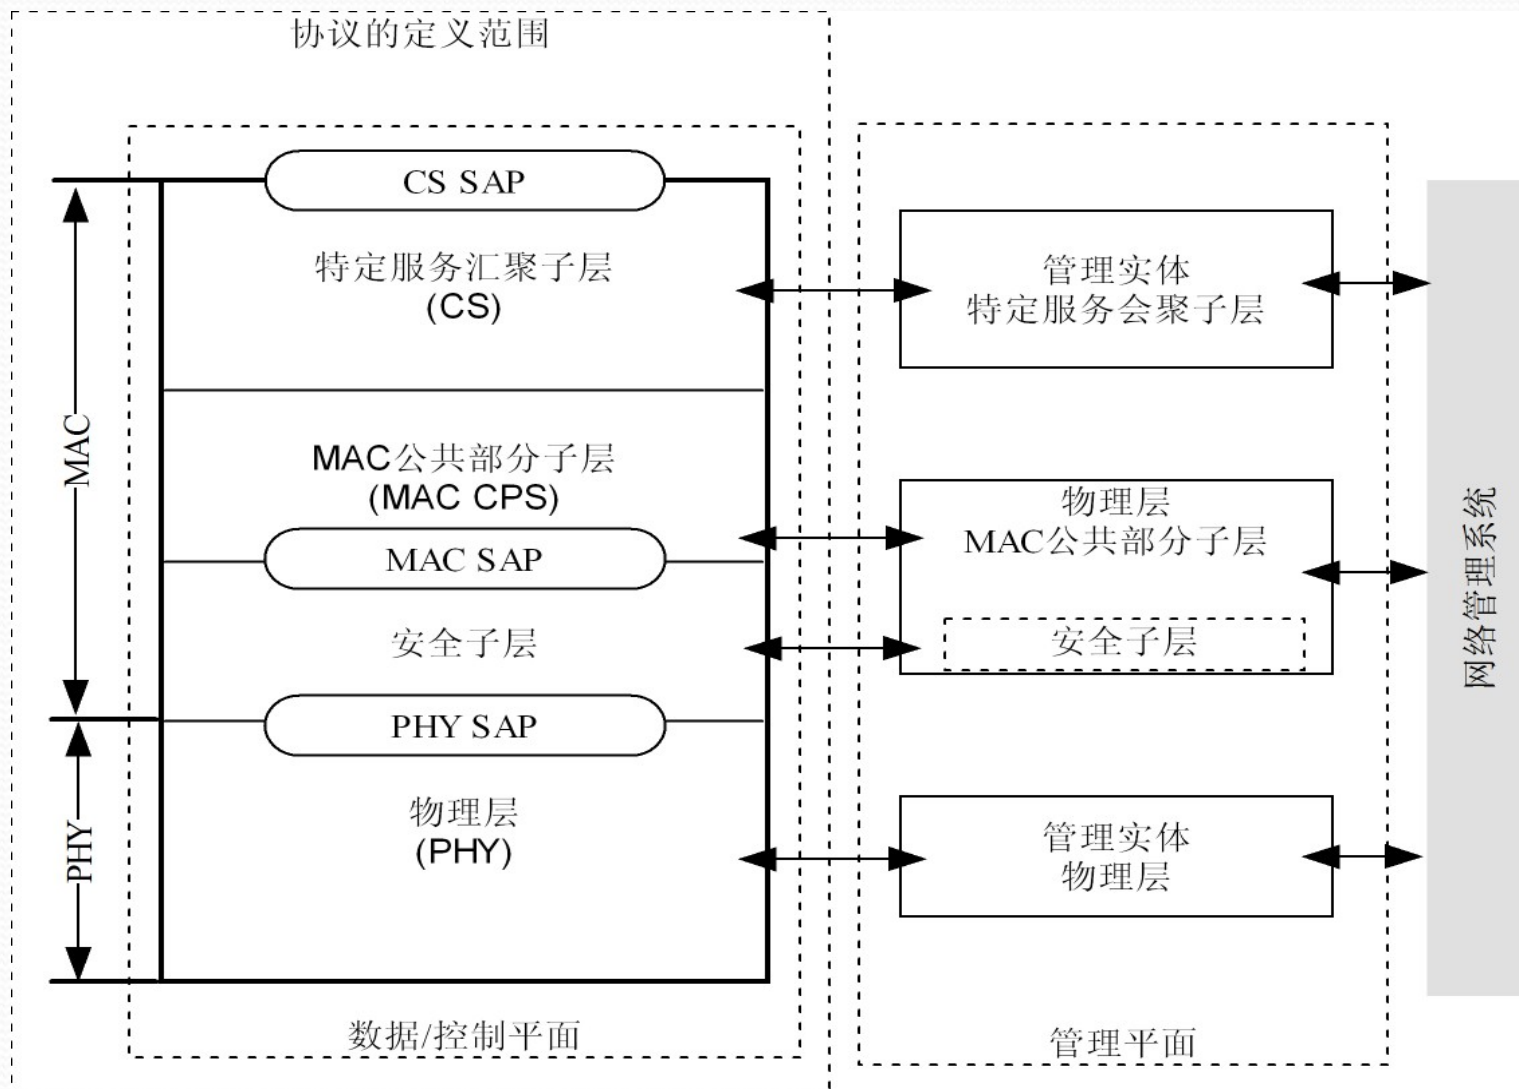 协议的定义范围
CS SAP
特定服务汇聚子层
(CS)
MAC公共部分子层
(MAC CPS)
MAC SAP
安全子层
PHY SAP
物理层
(PHY)
MAC
PHY
数据/控制平面
管理实体
特定服务会聚子层
物理层
MAC公共部分子层
安全子层
管理实体
物理层
管理平面
网络管理系统